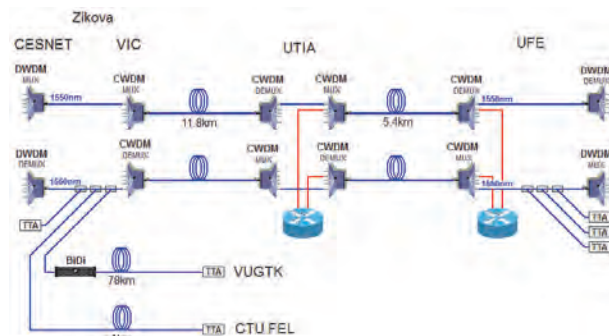 Zikova
CESNET VIC UTIA UFE
DWDM MUX
1550nm
CWDM MUX
11.8km
CWDM DEMUX
CWDM MUX
5.4km
CWDM DEMUX
1550nm
DWDM DEMUX
DWDM DEMUX
1550nm
CWDM DEMUX
CWDM MUX
CWDM DEMUX
CWDM MUX
1550nm
DWDM MUX
TTA
TTA
TTA
TTA
BiDi
78km
TTA
VUGTK
TTA
CTU FEL